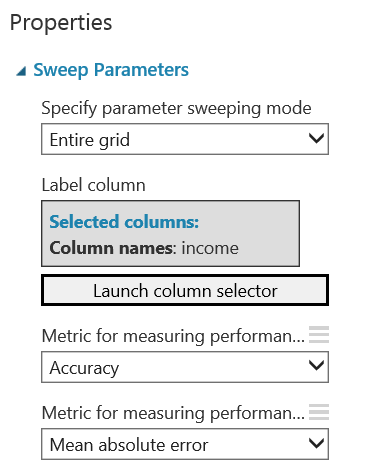 Properties
Sweep Parameters
Specify parameter sweeping mode
Entire grid
Label column
Selected columns:
Column names: income
Launch column selector
Metric for measuring performan...
Accuracy
Metric for measuring performan...
Mean absolute error